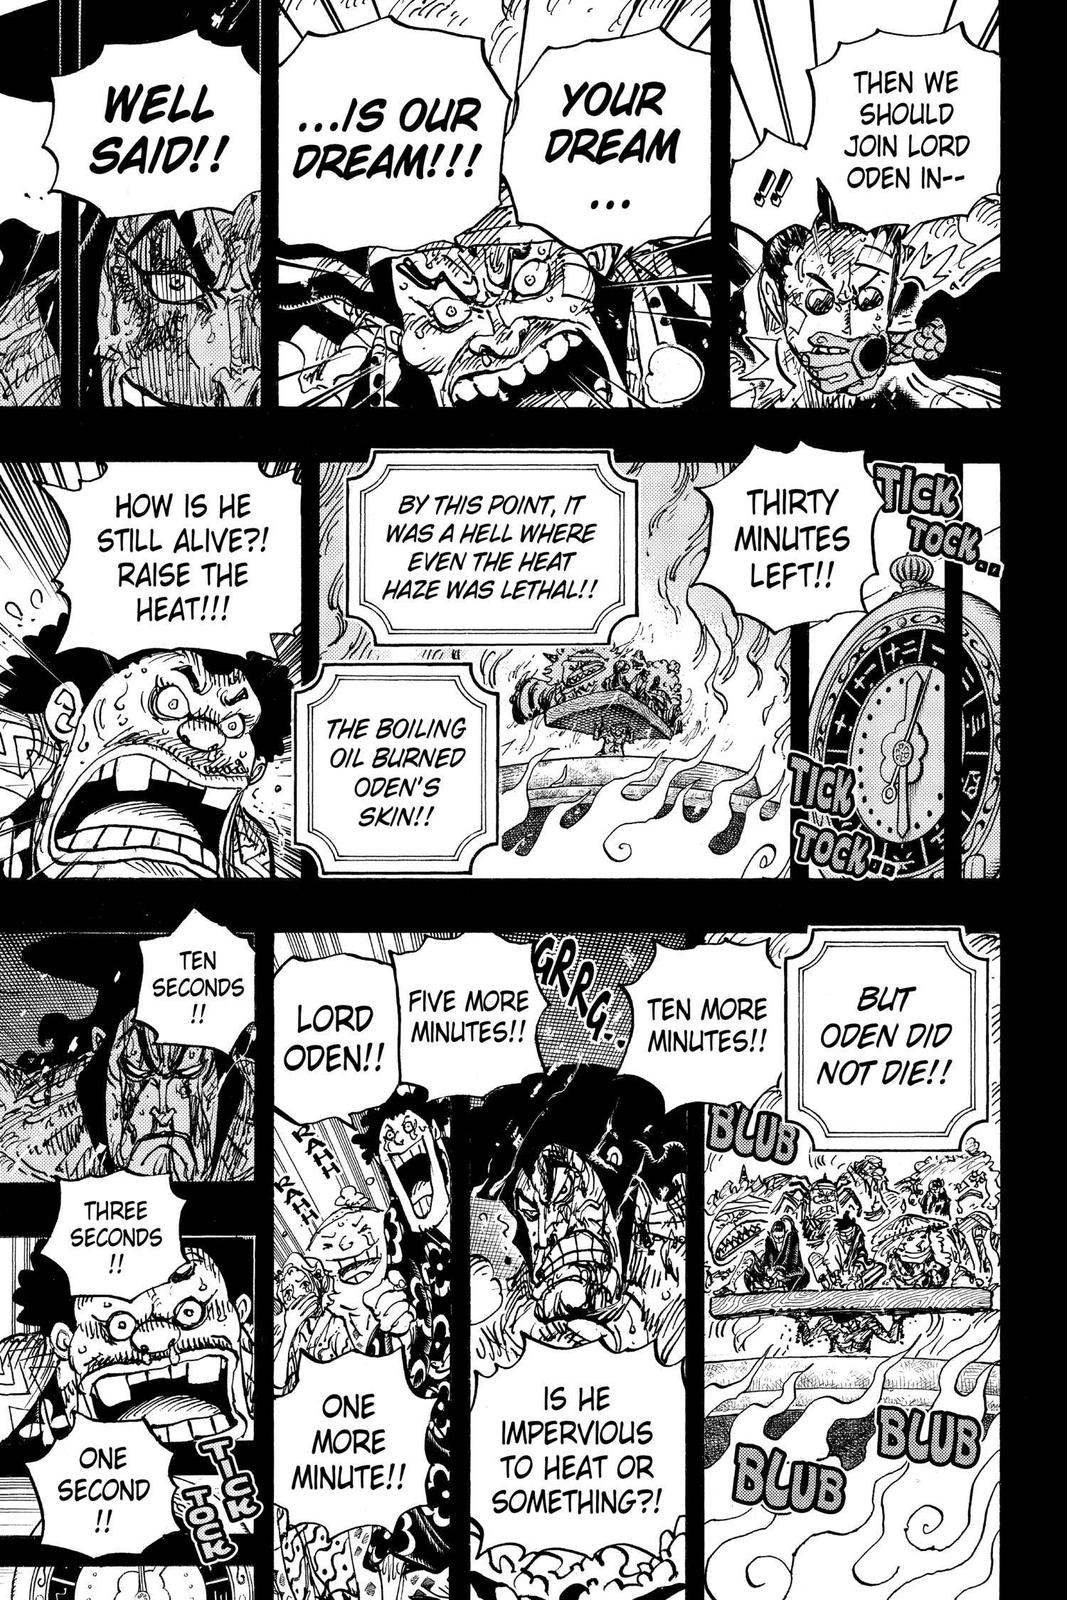 THEN WE
SHOULD
JOIN LORD
ODEN IN--
!!
YOUR
DREAM
...
...IS OUR
DREAM!!!
WELL
SAID!!
TICK
TOCK..
THIRTY
MINUTES
LEFT!!
TICK
TOCK..
BY THIS POINT, IT
WAS A HELL WHERE
EVEN THE HEAT
HAZE WAS LETHAL!!
THE BOILING
OIL BURNED
ODEN'S
SKIN!!
HOW IS HE
STILL ALIVE?!
RAISE THE
HEAT!!!
BUT
ODEN DID
NOT DIE!!
BLUB
BLUB
BLUB
TEN MORE
MINUTES!!
GRRG..
IS HE
IMPERVIOUS
TO HEAT OR
SOMETHING?!
FIVE MORE
MINUTES!!
LORD
ODEN!!
RAHH
RAHH
ONE
MORE
MINUTE!!
TEN
SECONDS
!!
THREE
SECONDS
!!
ONE
SECOND
!!
TICK
TOCK